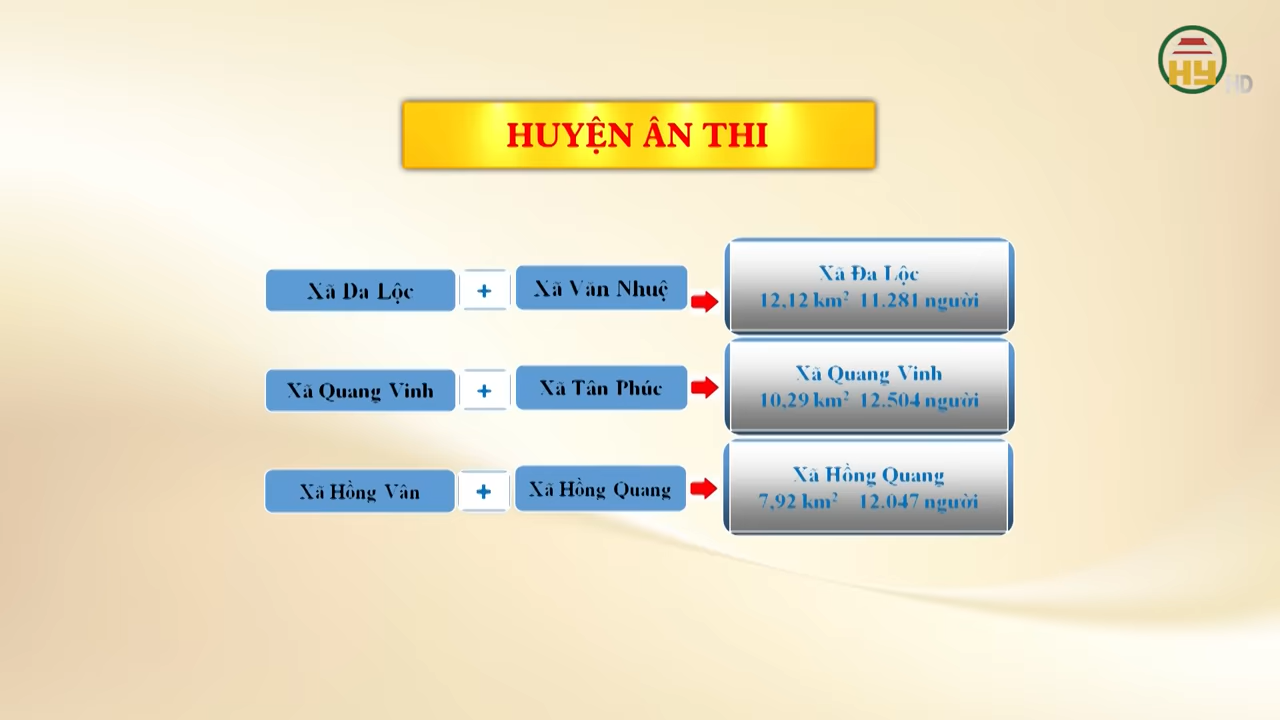 HY HD
HUYỆN ÂN THI
Xã Đa Lộc + Xã Văn Nhuệ
Xã Đa Lộc
12,12 km² 11.281 người
Xã Quang Vinh + Xã Tân Phúc
Xã Quang Vinh
10,29 km² 12.504 người
Xã Hồng Vân + Xã Hồng Quang
Xã Hồng Quang
7,92 km² 12.047 người